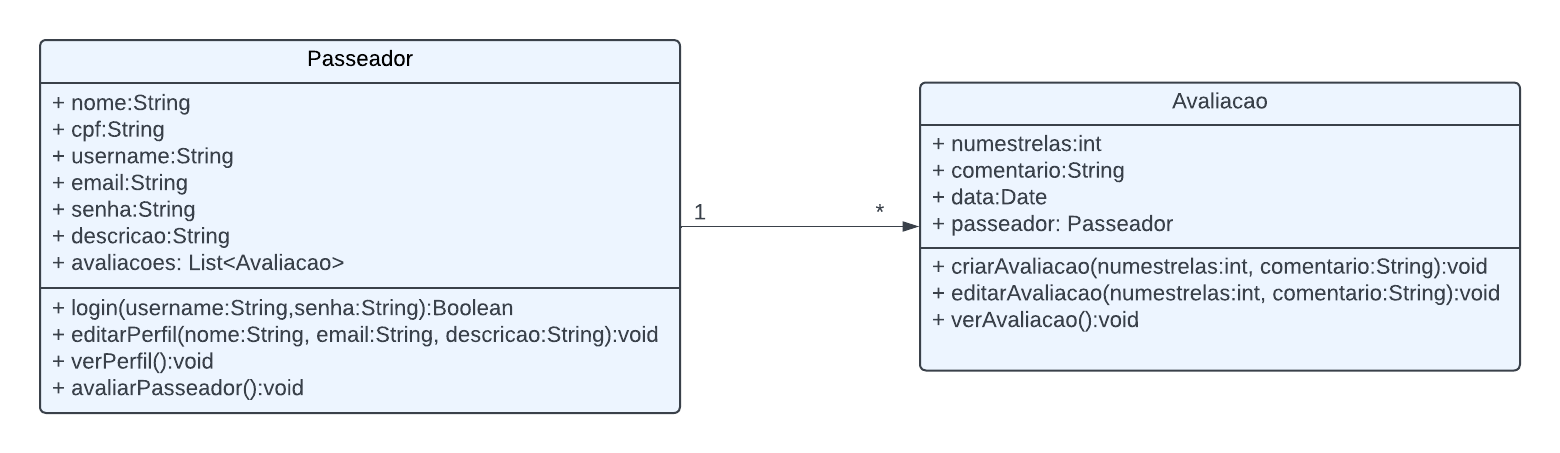 Passeador
+ nome:String
+ cpf:String
+ username:String
+ email:String
+ senha:String
+ descricao:String
+ avaliacoes: List<Avaliacao>
+ login(username:String,senha:String):Boolean
+ editarPerfil(nome:String, email:String, descricao:String):void
+ verPerfil():void
+ avaliarPasseador():void
1
*
Avaliacao
+ numestrelas:int
+ comentario:String
+ data:Date
+ passeador: Passeador
+ criarAvaliacao(numestrelas:int, comentario:String):void
+ editarAvaliacao(numestrelas:int, comentario:String):void
+ verAvaliacao():void